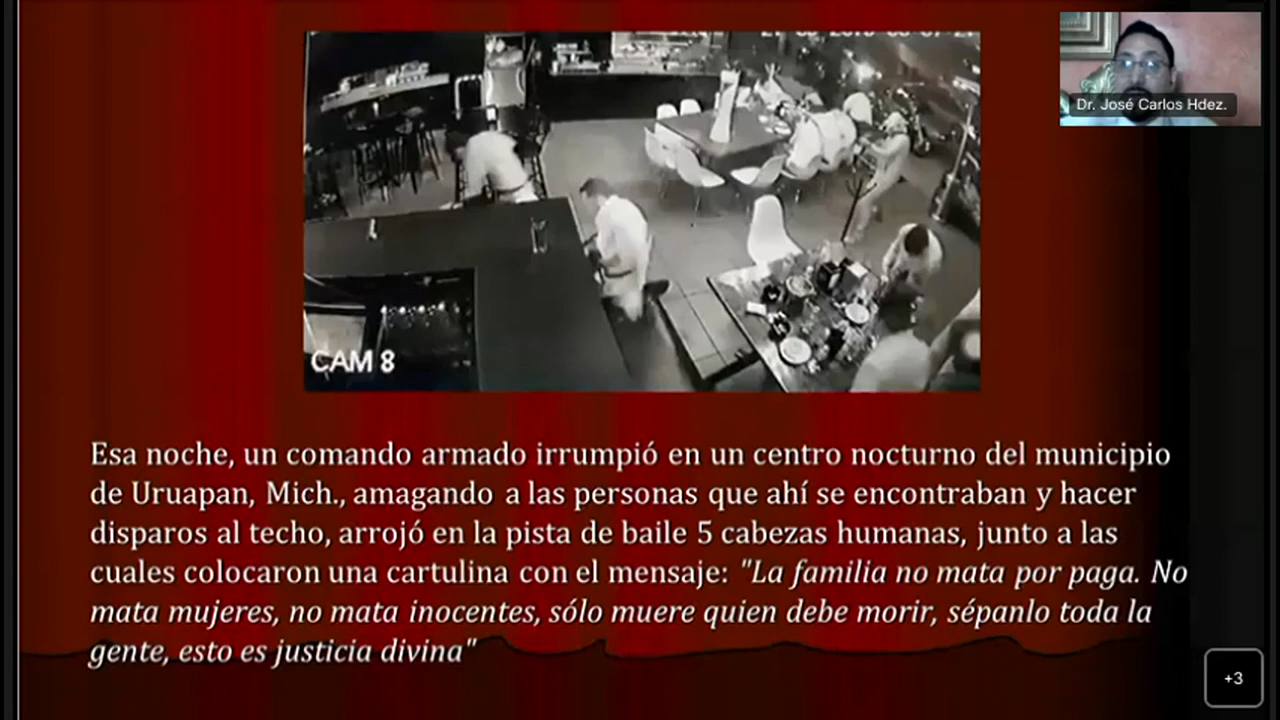 Dr. José Carlos Hdez.
CAM 8
Esa noche, un comando armado irrumpió en un centro nocturno del municipio
de Uruapan, Mich., amagando a las personas que ahí se encontraban y hacer
disparos al techo, arrojó en la pista de baile 5 cabezas humanas, junto a las
cuales colocaron una cartulina con el mensaje: "La familia no mata por paga. No
mata mujeres, no mata inocentes, sólo muere quien debe morir, sépanlo toda la
gente, esto es justicia divina"
+3